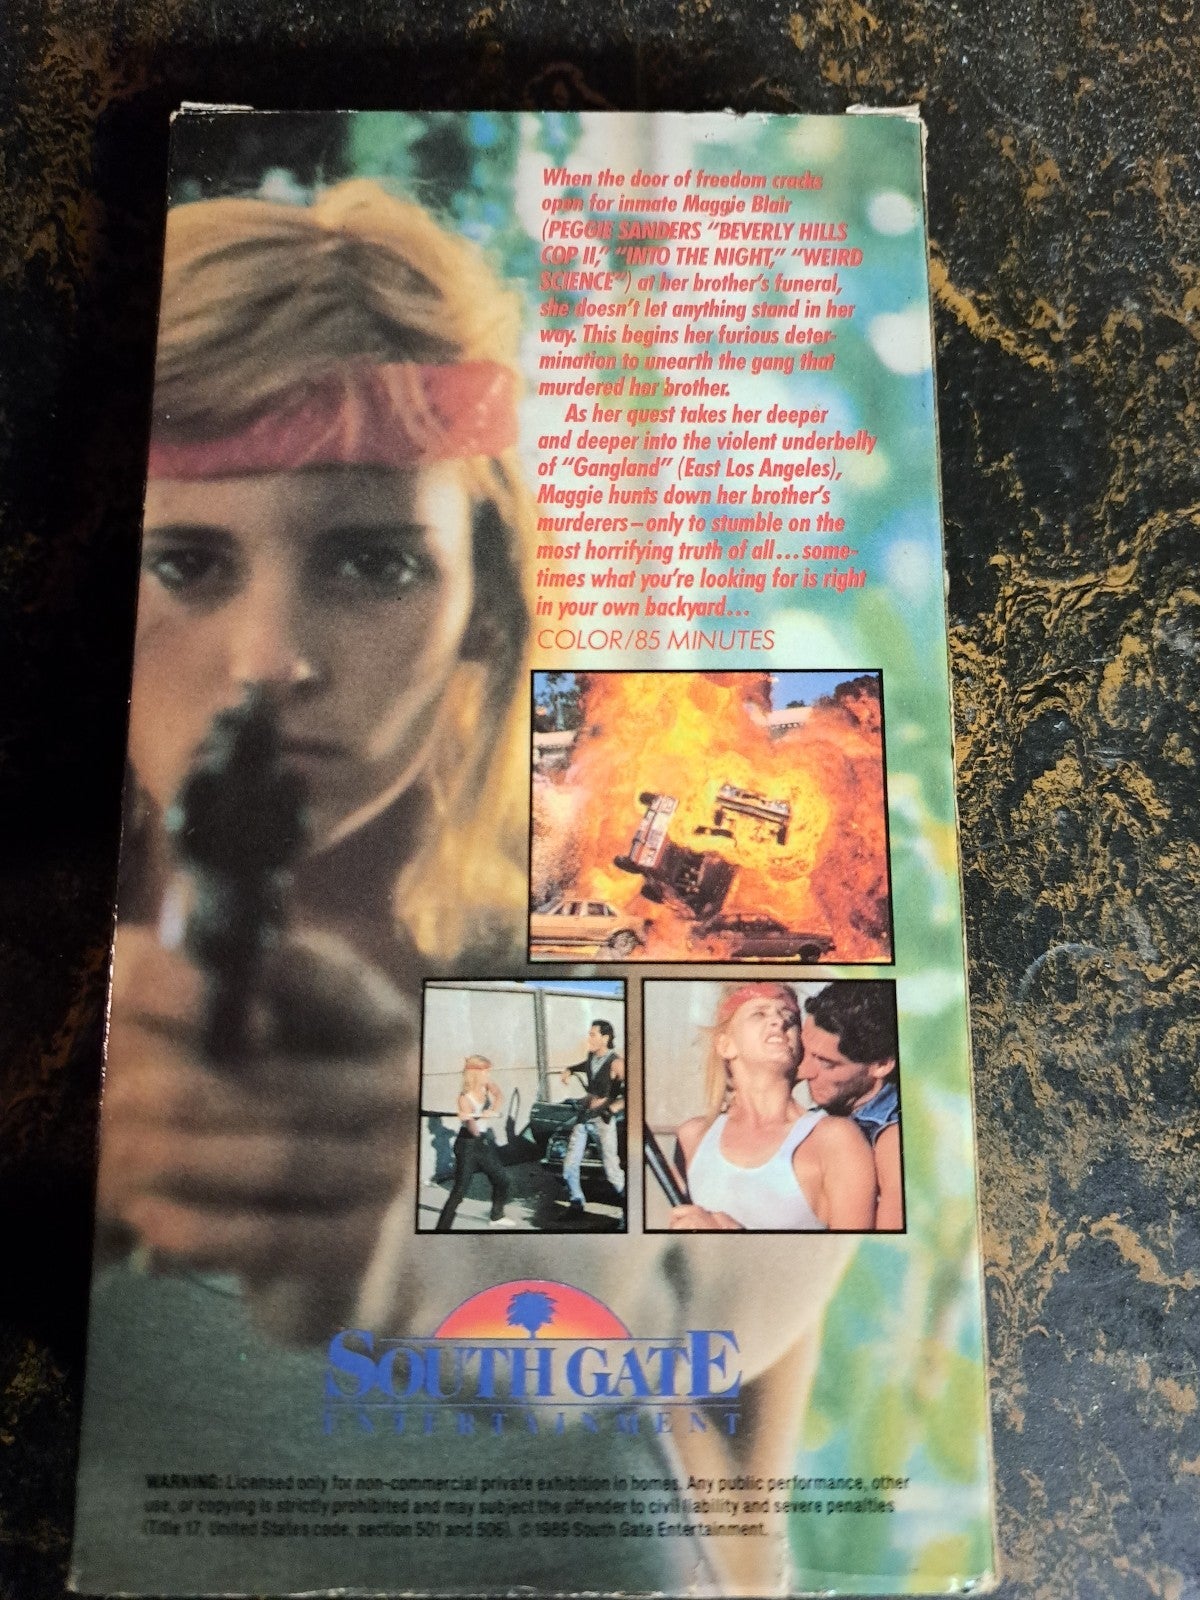 When the door of freedom cracks
open for inmate Maggie Blair
(PEGGIE SANDERS "BEVERLY HILLS
COP II," "INTO THE NIGHT," "WEIRD
SCIENCE") at her brother's funeral,
she doesn't let anything stand in her
way. This begins her furious deter-
mination to unearth the gang that
murdered her brother.
As her quest takes her deeper
and deeper into the violent underbelly
of "Gangland" (East Los Angeles),
Maggie hunts down her brother's
murderers—only to stumble on the
most horrifying truth of all...some-
times what you're looking for is right
in your own backyard...
COLOR/85 MINUTES
SOUTH GATE
ENTERTAINMENT
WARNING: Licensed only for non-commercial private exhibition in homes. Any public performance, other
use, or copying is strictly prohibited and may subject the offender to civil liability and severe penalties
(Title 17, United States code, section 501 and 506). © 1989 South Gate Entertainment.